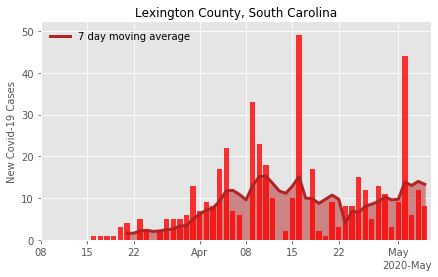 Lexington County, South Carolina
7 day moving average
New Covid-19 Cases
50
40
30
20
10
0
08
15
22
Apr
08
15
22
May
2020-May